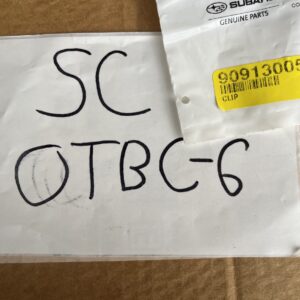 SUBARU
GENUINE PARTS
90913005
CLIP
SC
OTBC-6